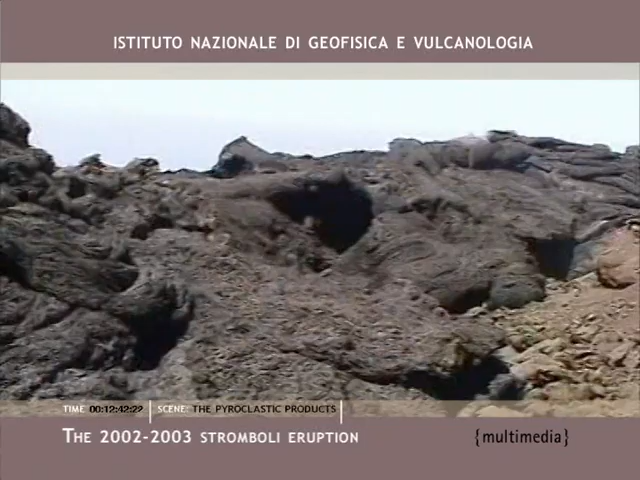 ISTITUTO NAZIONALE DI GEOFISICA E VULCANOLOGIA
TIME 00:12:42:22 SCENE: THE PYROCLASTIC PRODUCTS
THE 2002-2003 STROMBOLI ERUPTION
{multimedia}